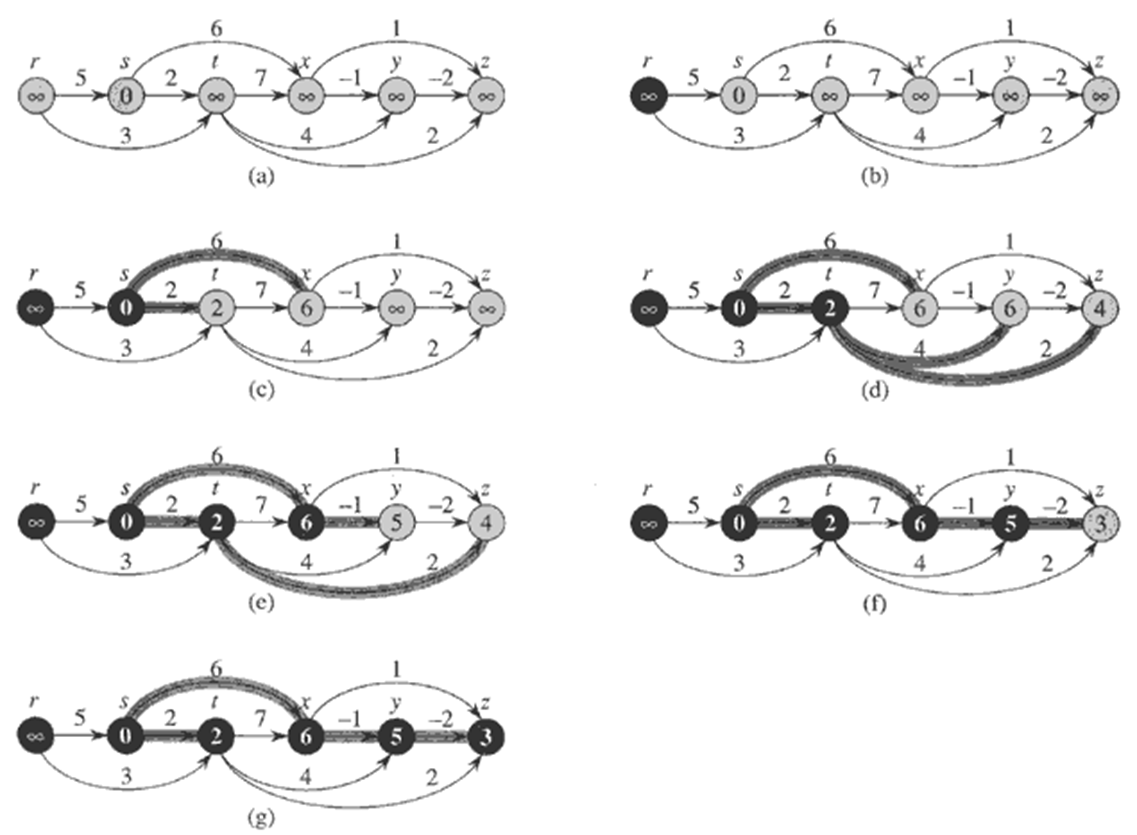 6 1
r s t x y z
5 2 7 –1 –2
∞ 0 ∞ ∞ ∞ ∞
3 4 2
(a)
6 1
r s t x y z
5 2 7 –1 –2
∞ 0 ∞ ∞ ∞ ∞
3 4 2
(b)
6 1
r s t x y z
5 2 7 –1 –2
∞ 0 2 6 ∞ ∞
3 4 2
(c)
6 1
r s t x y z
5 2 7 –1 –2
∞ 0 2 6 6 4
3 4 2
(d)
6 1
r s t x y z
5 2 7 –1 –2
∞ 0 2 6 5 4
3 4 2
(e)
6 1
r s t x y z
5 2 7 –1 –2
∞ 0 2 6 5 3
3 4 2
(f)
6 1
r s t x y z
5 2 7 –1 –2
∞ 0 2 6 5 3
3 4 2
(g)